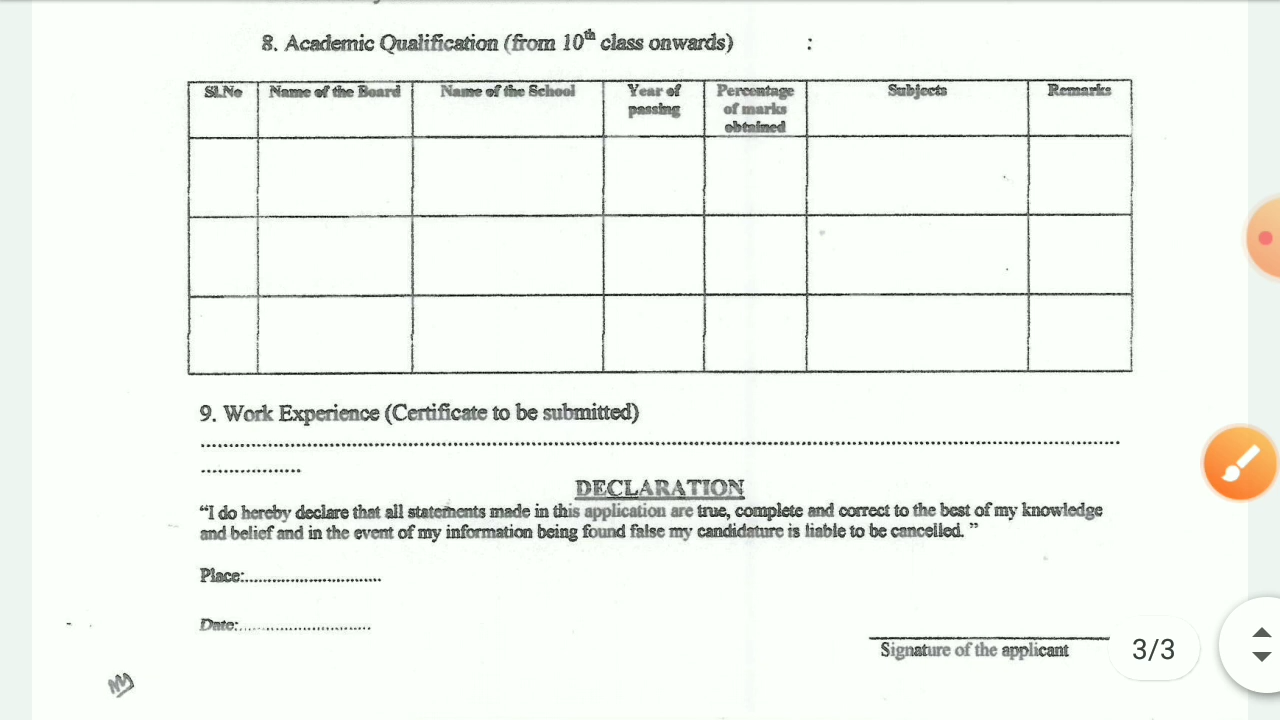 8. Academic Qualification (from 10th class onwards) :
Sl.No Name of the Board Name of the School Year of passing Percentage of marks obtained Subjects Remarks
9. Work Experience (Certificate to be submitted)
........................................................................................................................
..................
DECLARATION
“I do hereby declare that all statements made in this application are true, complete and correct to the best of my knowledge
and belief and in the event of my information being found false my candidature is liable to be cancelled. ”
Place:..............................
Date:.............................
Signature of the applicant
3/3